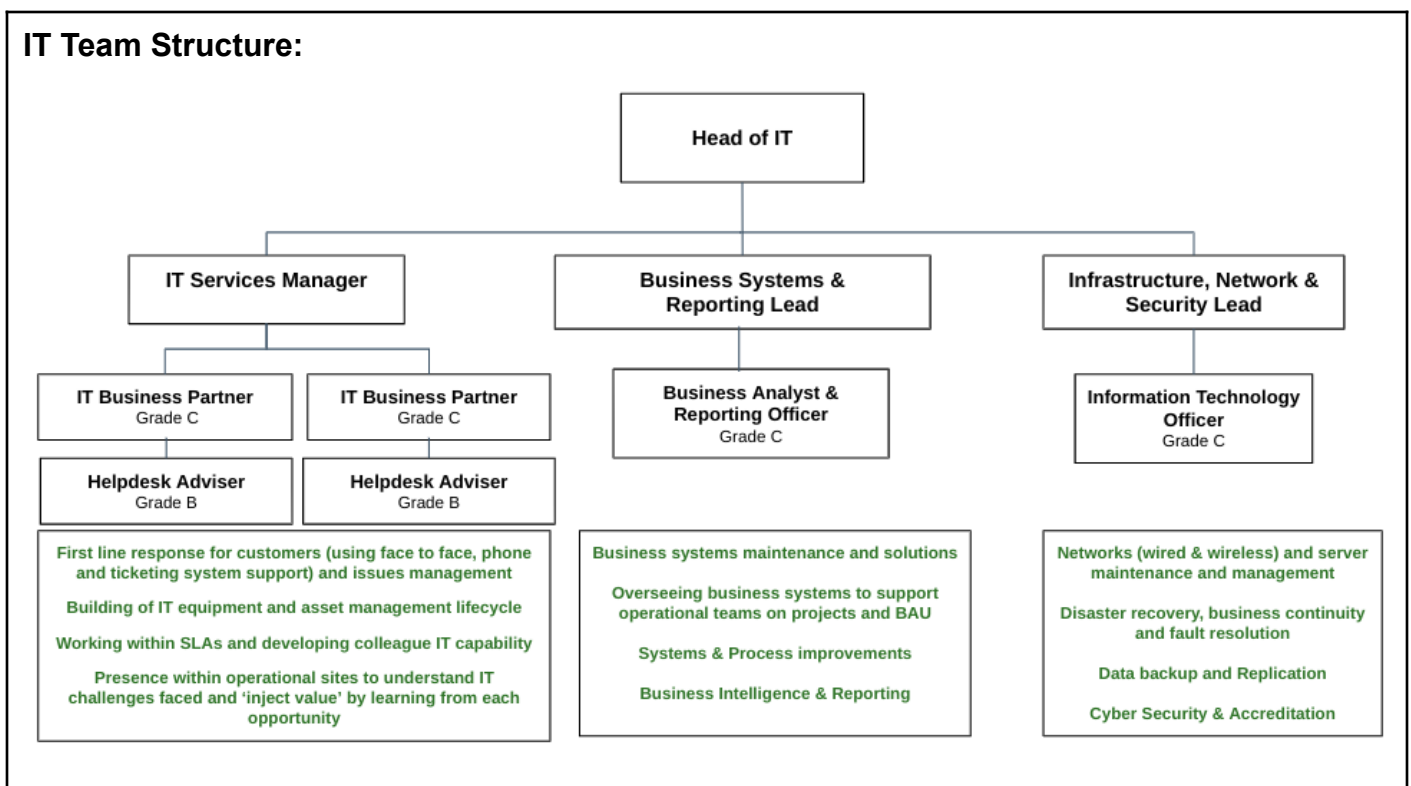 IT Team Structure:
Head of IT
IT Services Manager
Business Systems &
Reporting Lead
Infrastructure, Network &
Security Lead
IT Business Partner
Grade C
IT Business Partner
Grade C
Business Analyst &
Reporting Officer
Grade C
Information Technology
Officer
Grade C
Helpdesk Adviser
Grade B
Helpdesk Adviser
Grade B
First line response for customers (using face to face, phone
and ticketing system support) and issues management
Building of IT equipment and asset management lifecycle
Working within SLAs and developing colleague IT capability
Presence within operational sites to understand IT
challenges faced and ‘inject value’ by learning from each
opportunity
Business systems maintenance and solutions
Overseeing business systems to support
operational teams on projects and BAU
Systems & Process improvements
Business Intelligence & Reporting
Networks (wired & wireless) and server
maintenance and management
Disaster recovery, business continuity
and fault resolution
Data backup and Replication
Cyber Security & Accreditation